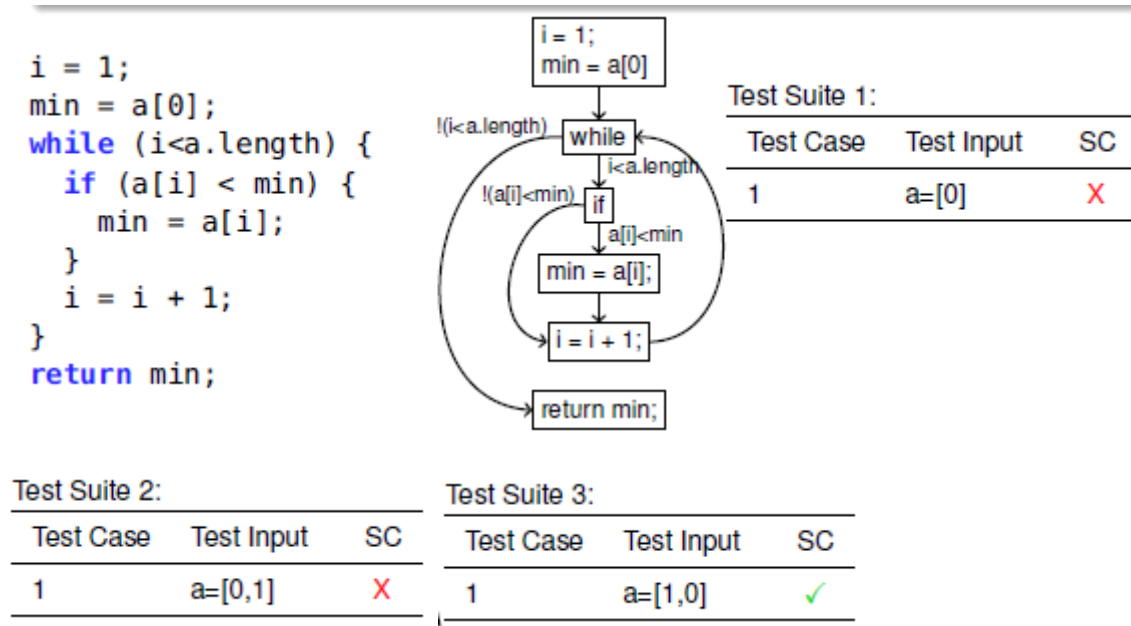 i = 1;
min = a[0];
while (i<a.length) {
  if (a[i] < min) {
    min = a[i];
  }
  i = i + 1;
}
return min;
i = 1;
min = a[0]
!(i<a.length)
while
i<a.length
!(a[i]<min)
if
a[i]<min
min = a[i];
i = i + 1;
return min;
Test Suite 1:
Test Case Test Input SC
1 a=[0] X
Test Suite 2:
Test Case Test Input SC
1 a=[0,1] X
Test Suite 3:
Test Case Test Input SC
1 a=[1,0] ✓